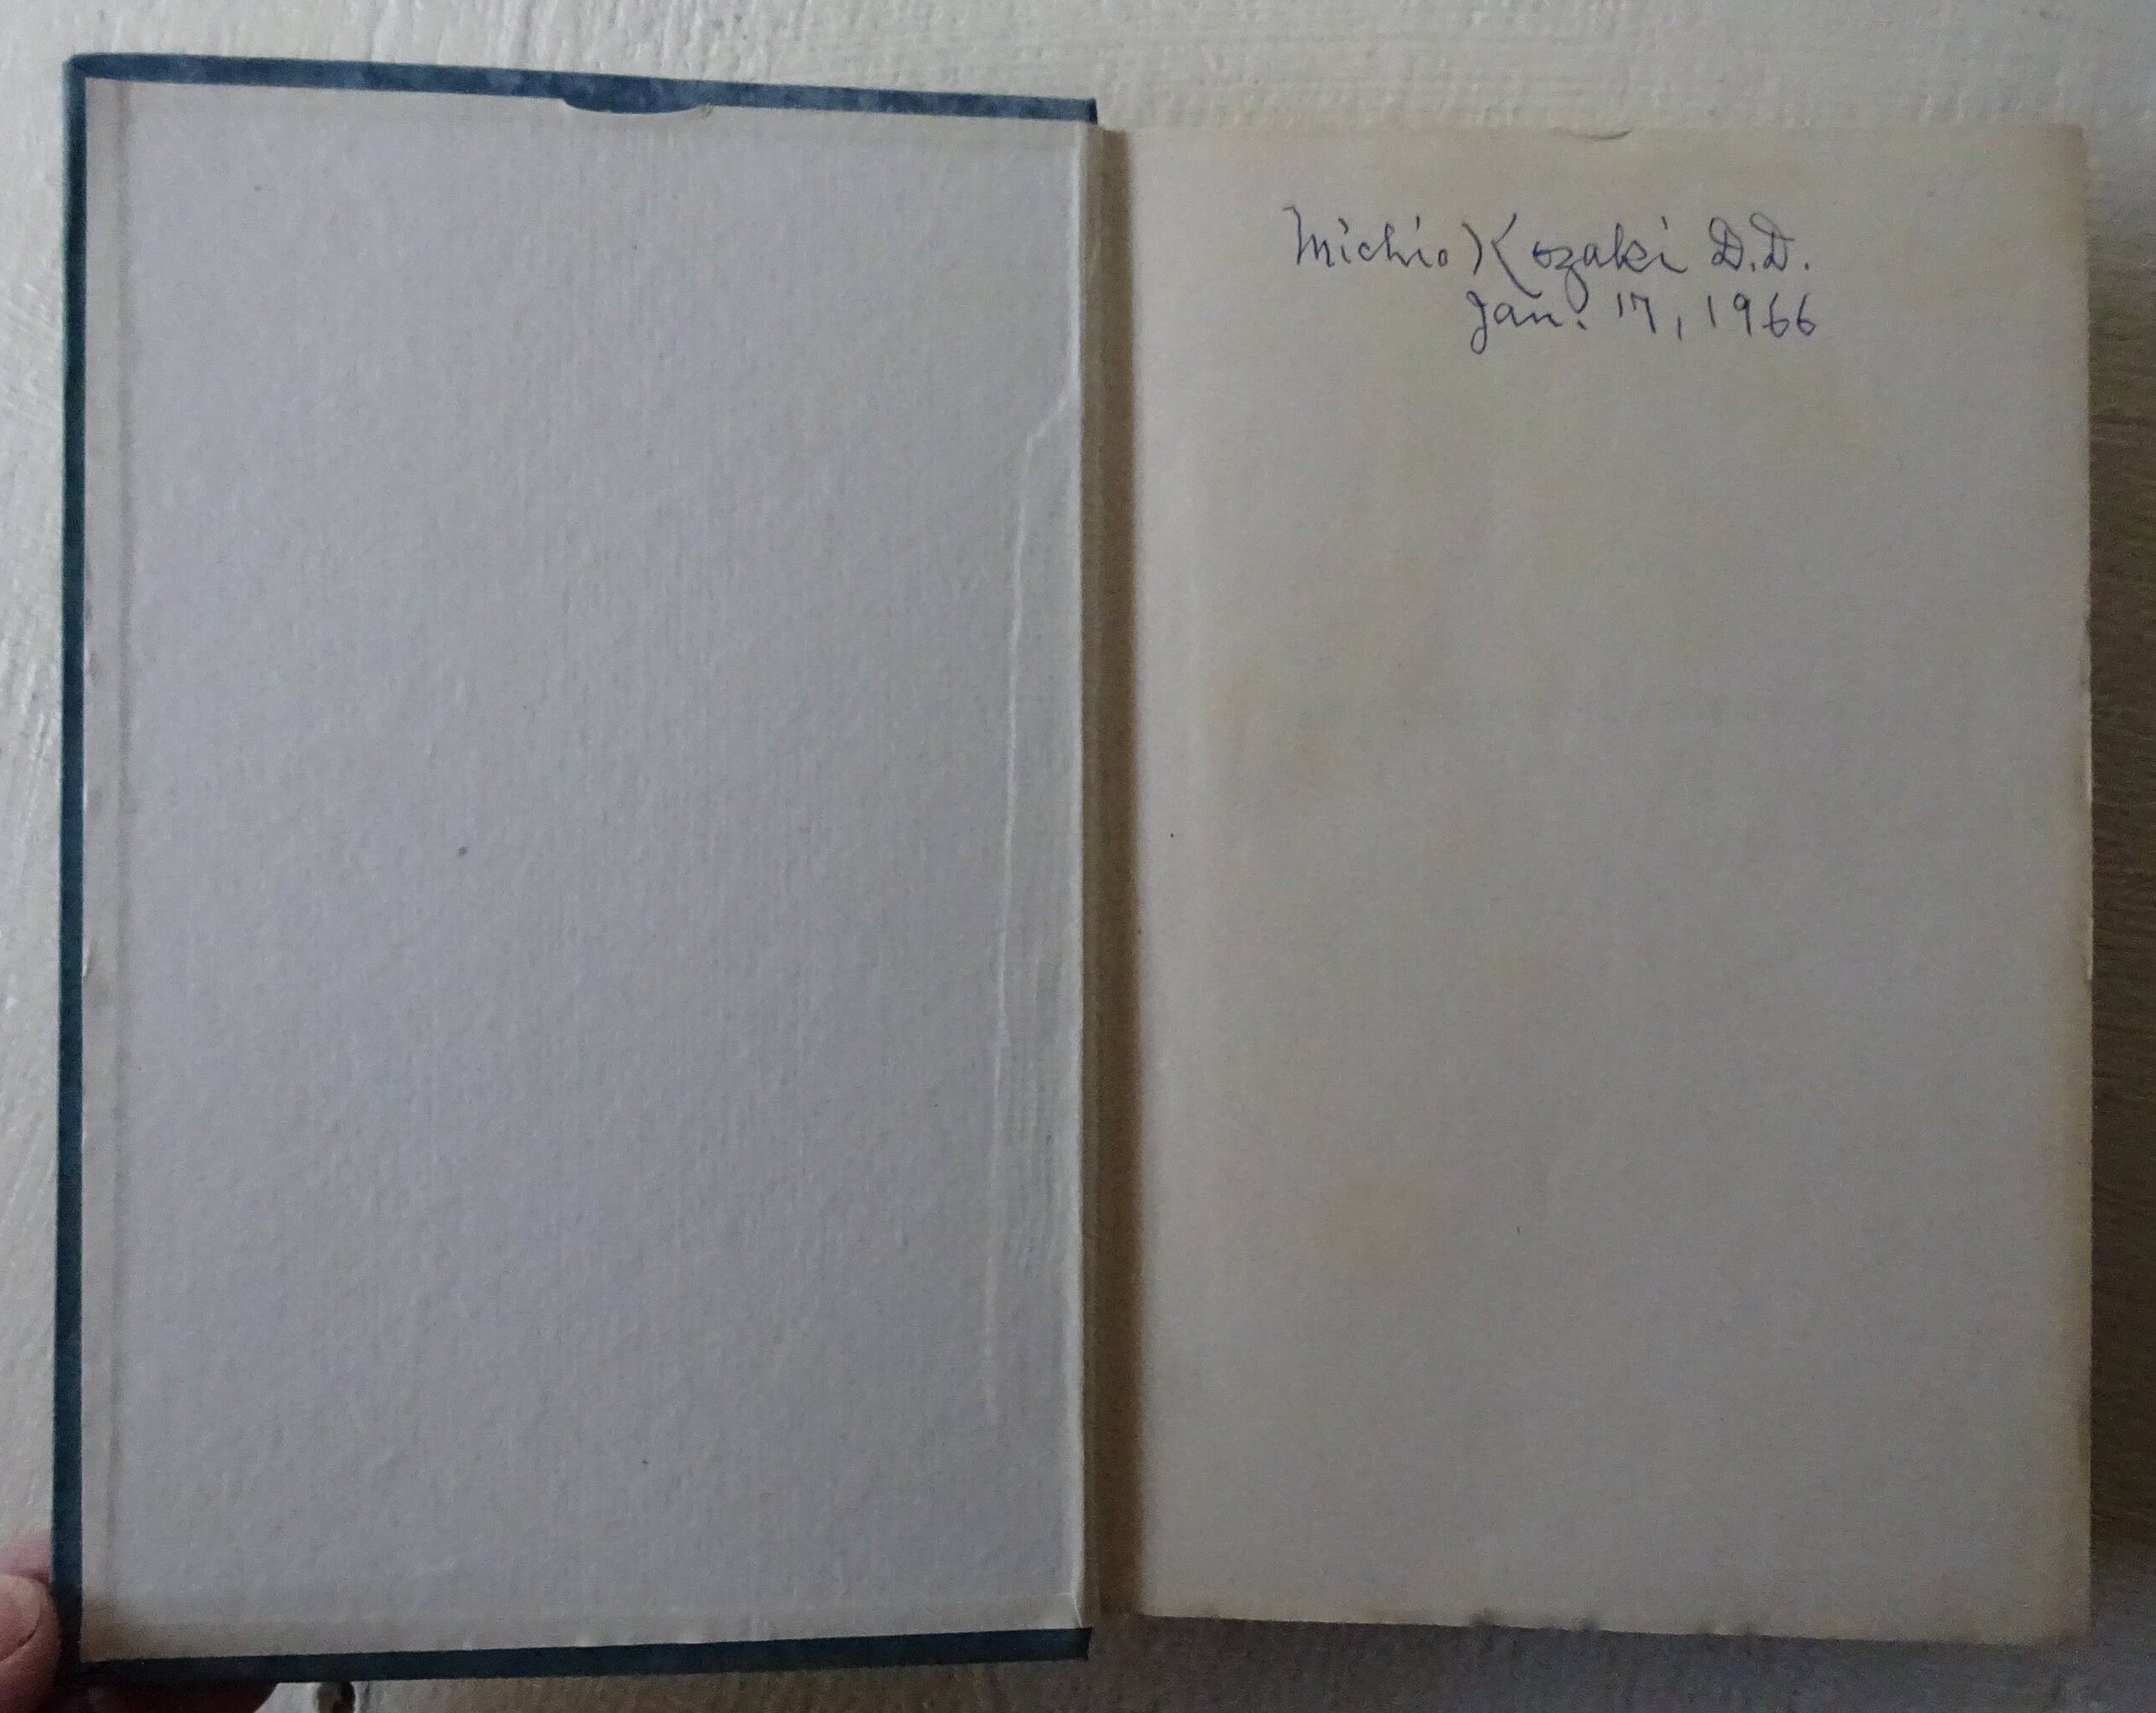 Michio Kozaki D.D.
Jan. 17, 1966